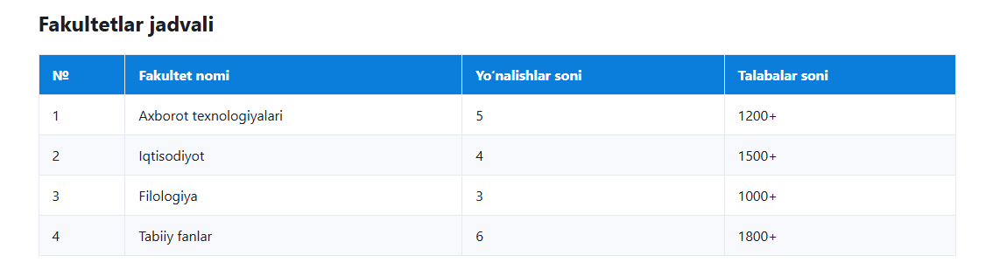 Fakultetlar jadvali
№ Fakultet nomi Yoʻnalishlar soni Talabalar soni
1 Axborot texnologiyalari 5 1200+
2 Iqtisodiyot 4 1500+
3 Filologiya 3 1000+
4 Tabiiy fanlar 6 1800+